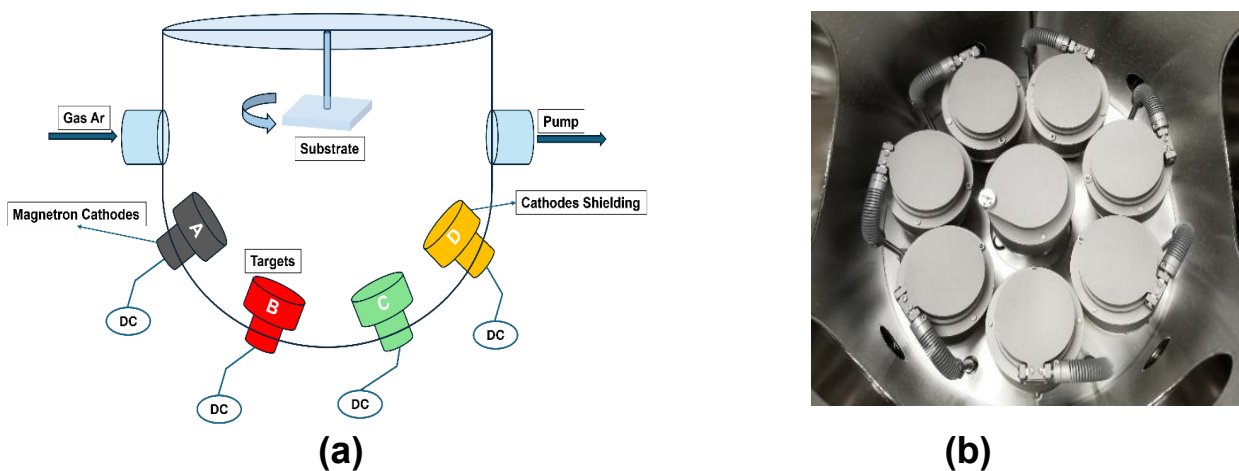 Gas Ar
Pump
Substrate
Magnetron Cathodes
Cathodes Shielding
A
D
Targets
B
C
DC
DC
DC
DC
(a)
(b)